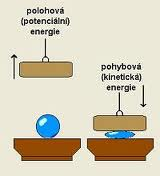 polohová
(potenciální)
energie
pohybová
(kinetická)
energie